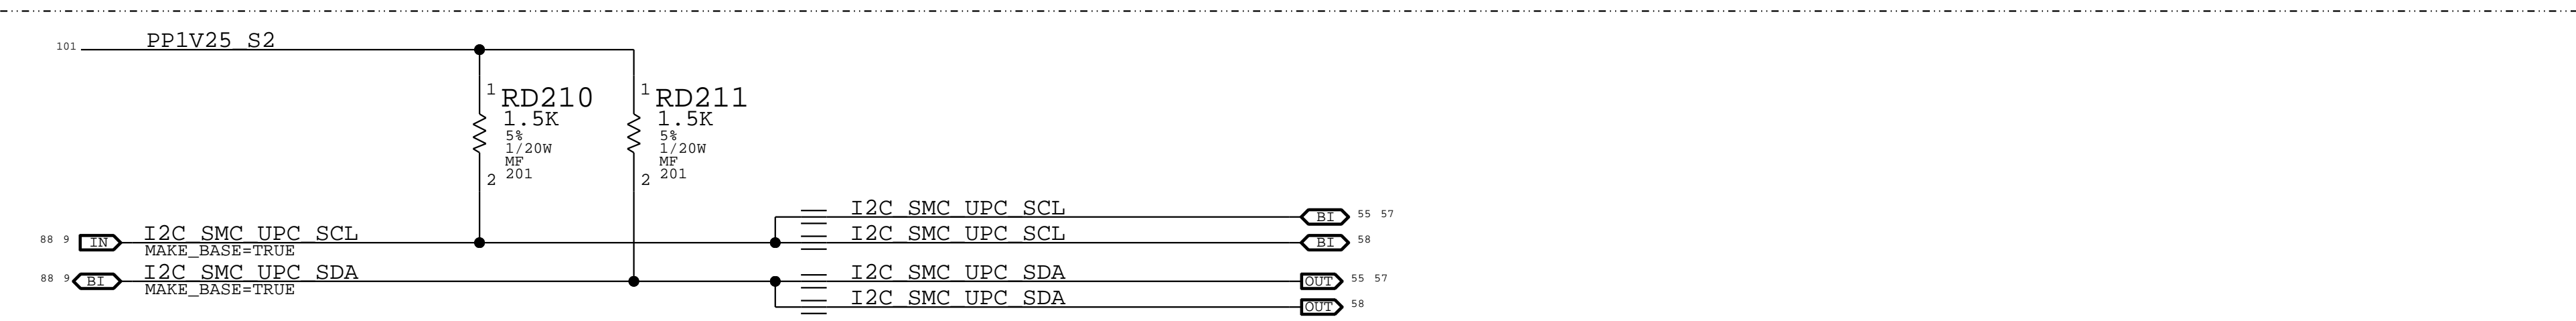 101 PP1V25_S2
1 RD210 1 RD211
1.5K 1.5K
5% 5%
1/20W 1/20W
MF MF
201 201
2 2
I2C_SMC_UPC_SCL BI 55 57
88 9 IN I2C_SMC_UPC_SCL I2C_SMC_UPC_SCL BI 58
MAKE_BASE=TRUE
88 9 BI I2C_SMC_UPC_SDA I2C_SMC_UPC_SDA OUT 55 57
MAKE_BASE=TRUE
I2C_SMC_UPC_SDA OUT 58